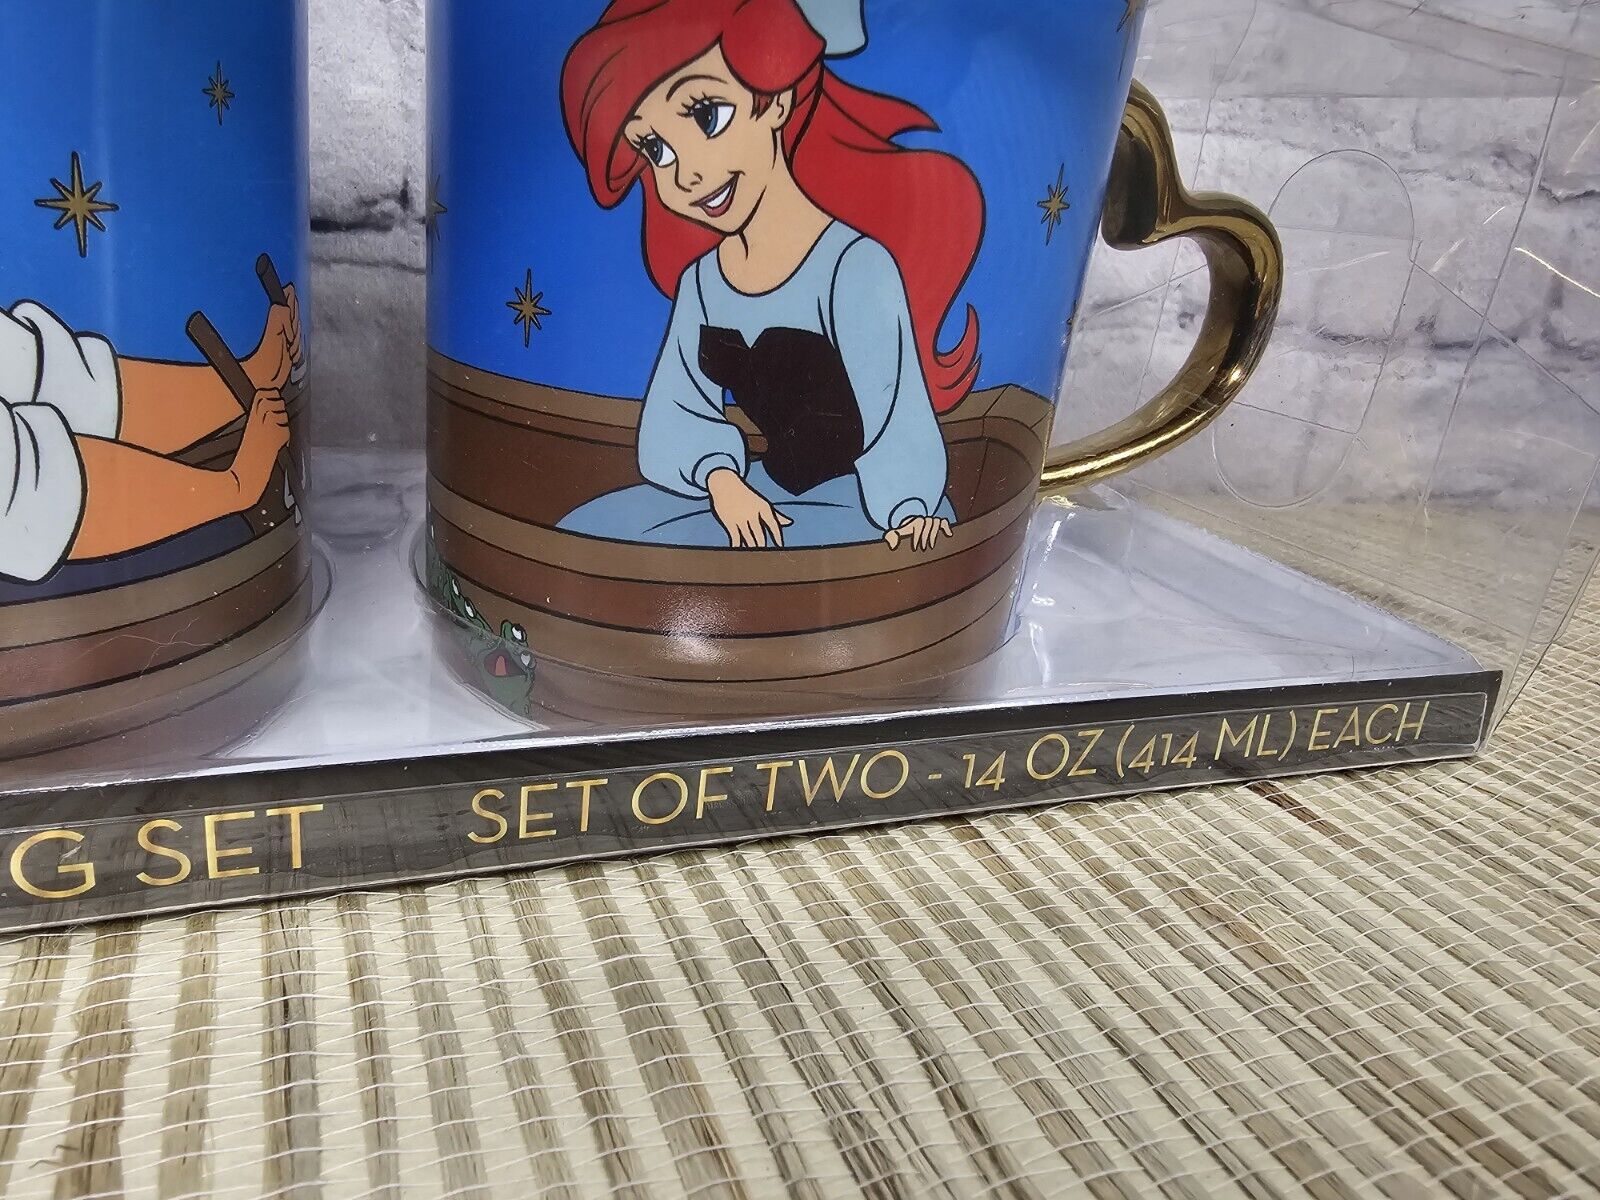 G SET SET OF TWO - 14 OZ (414 ML) EACH